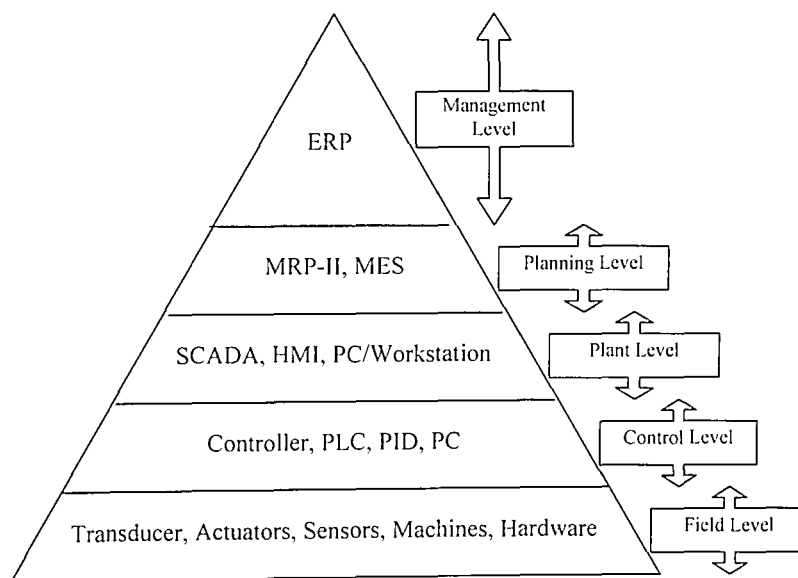 ERP
Management
Level
MRP-II, MES
Planning Level
SCADA, HMI, PC/Workstation
Plant Level
Controller, PLC, PID, PC
Control Level
Transducer, Actuators, Sensors, Machines, Hardware
Field Level